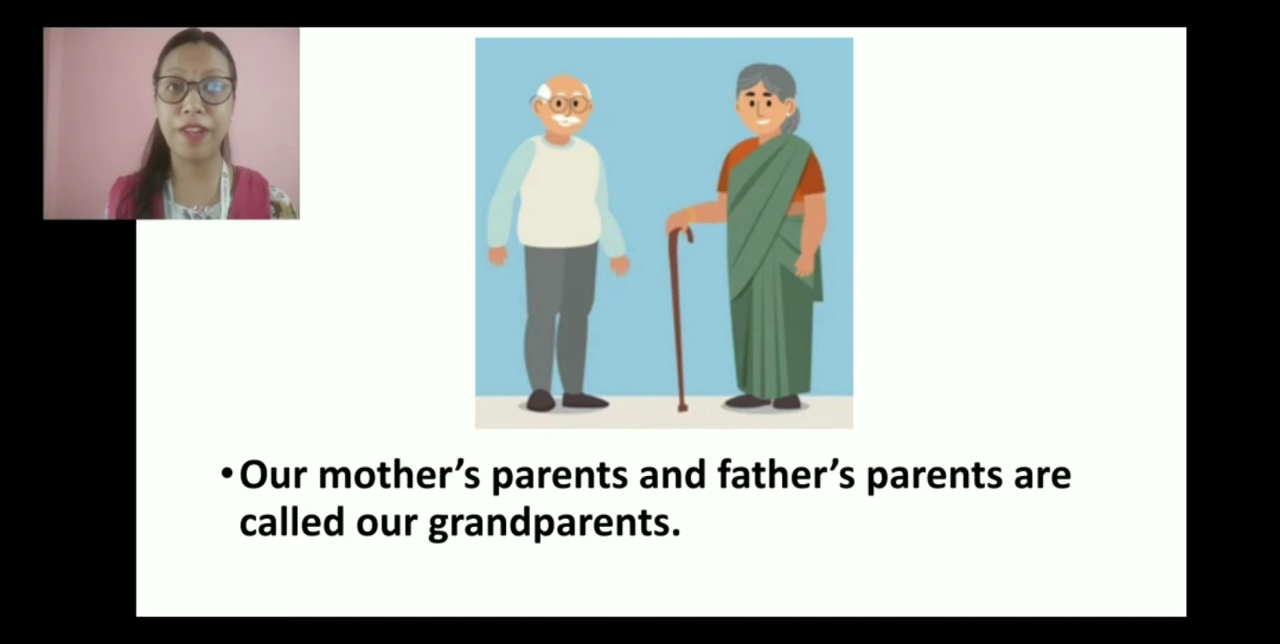 •Our mother’s parents and father’s parents are
called our grandparents.